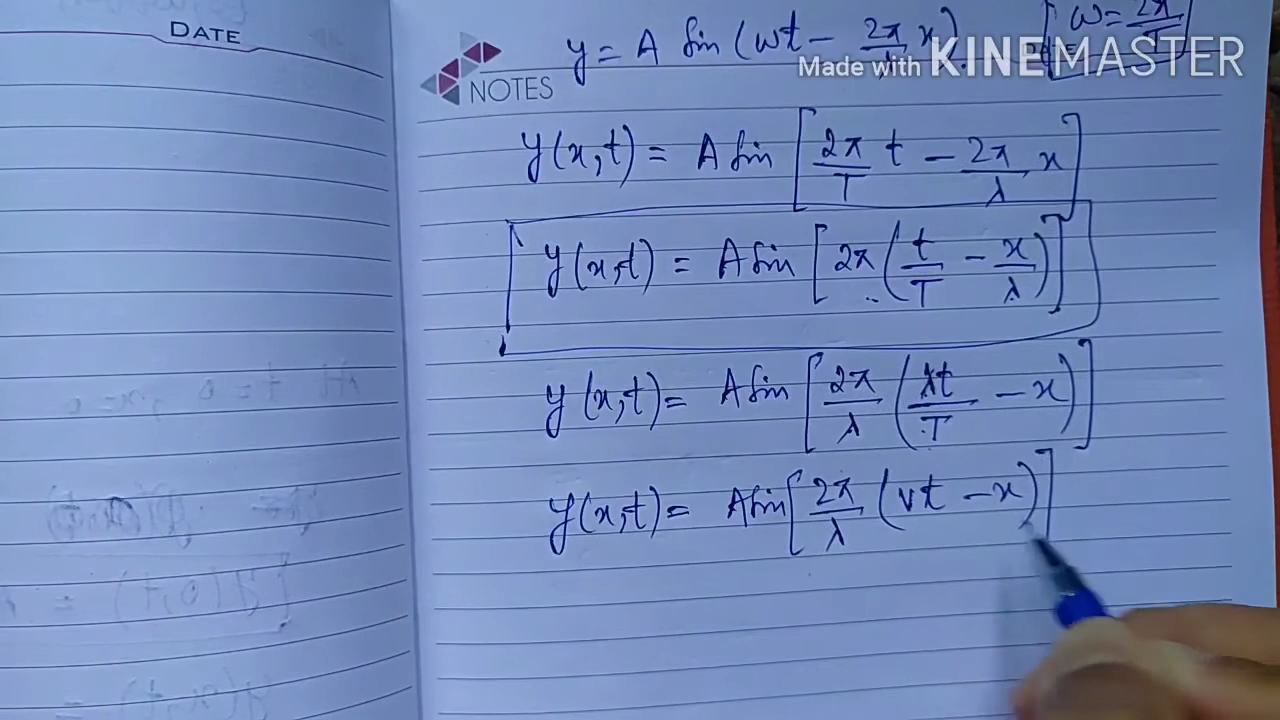 DATE
NOTES
y = A Sin (ωt - 2π/λ x) [ω = 2π/T]
Made with KINEMASTER
y(x,t) = A Sin [2π/T t - 2π/λ x]
y(x,t) = A Sin [2π (t/T - x/λ)]
y(x,t) = A Sin [2π/λ (λt/T - x)]
y(x,t) = A Sin [2π/λ (vt - x)]